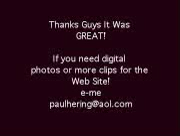 Thanks Guys It Was
GREAT!
If you need digital
photos or more clips for the
Web Site!
e-me
paulhering@aol.com